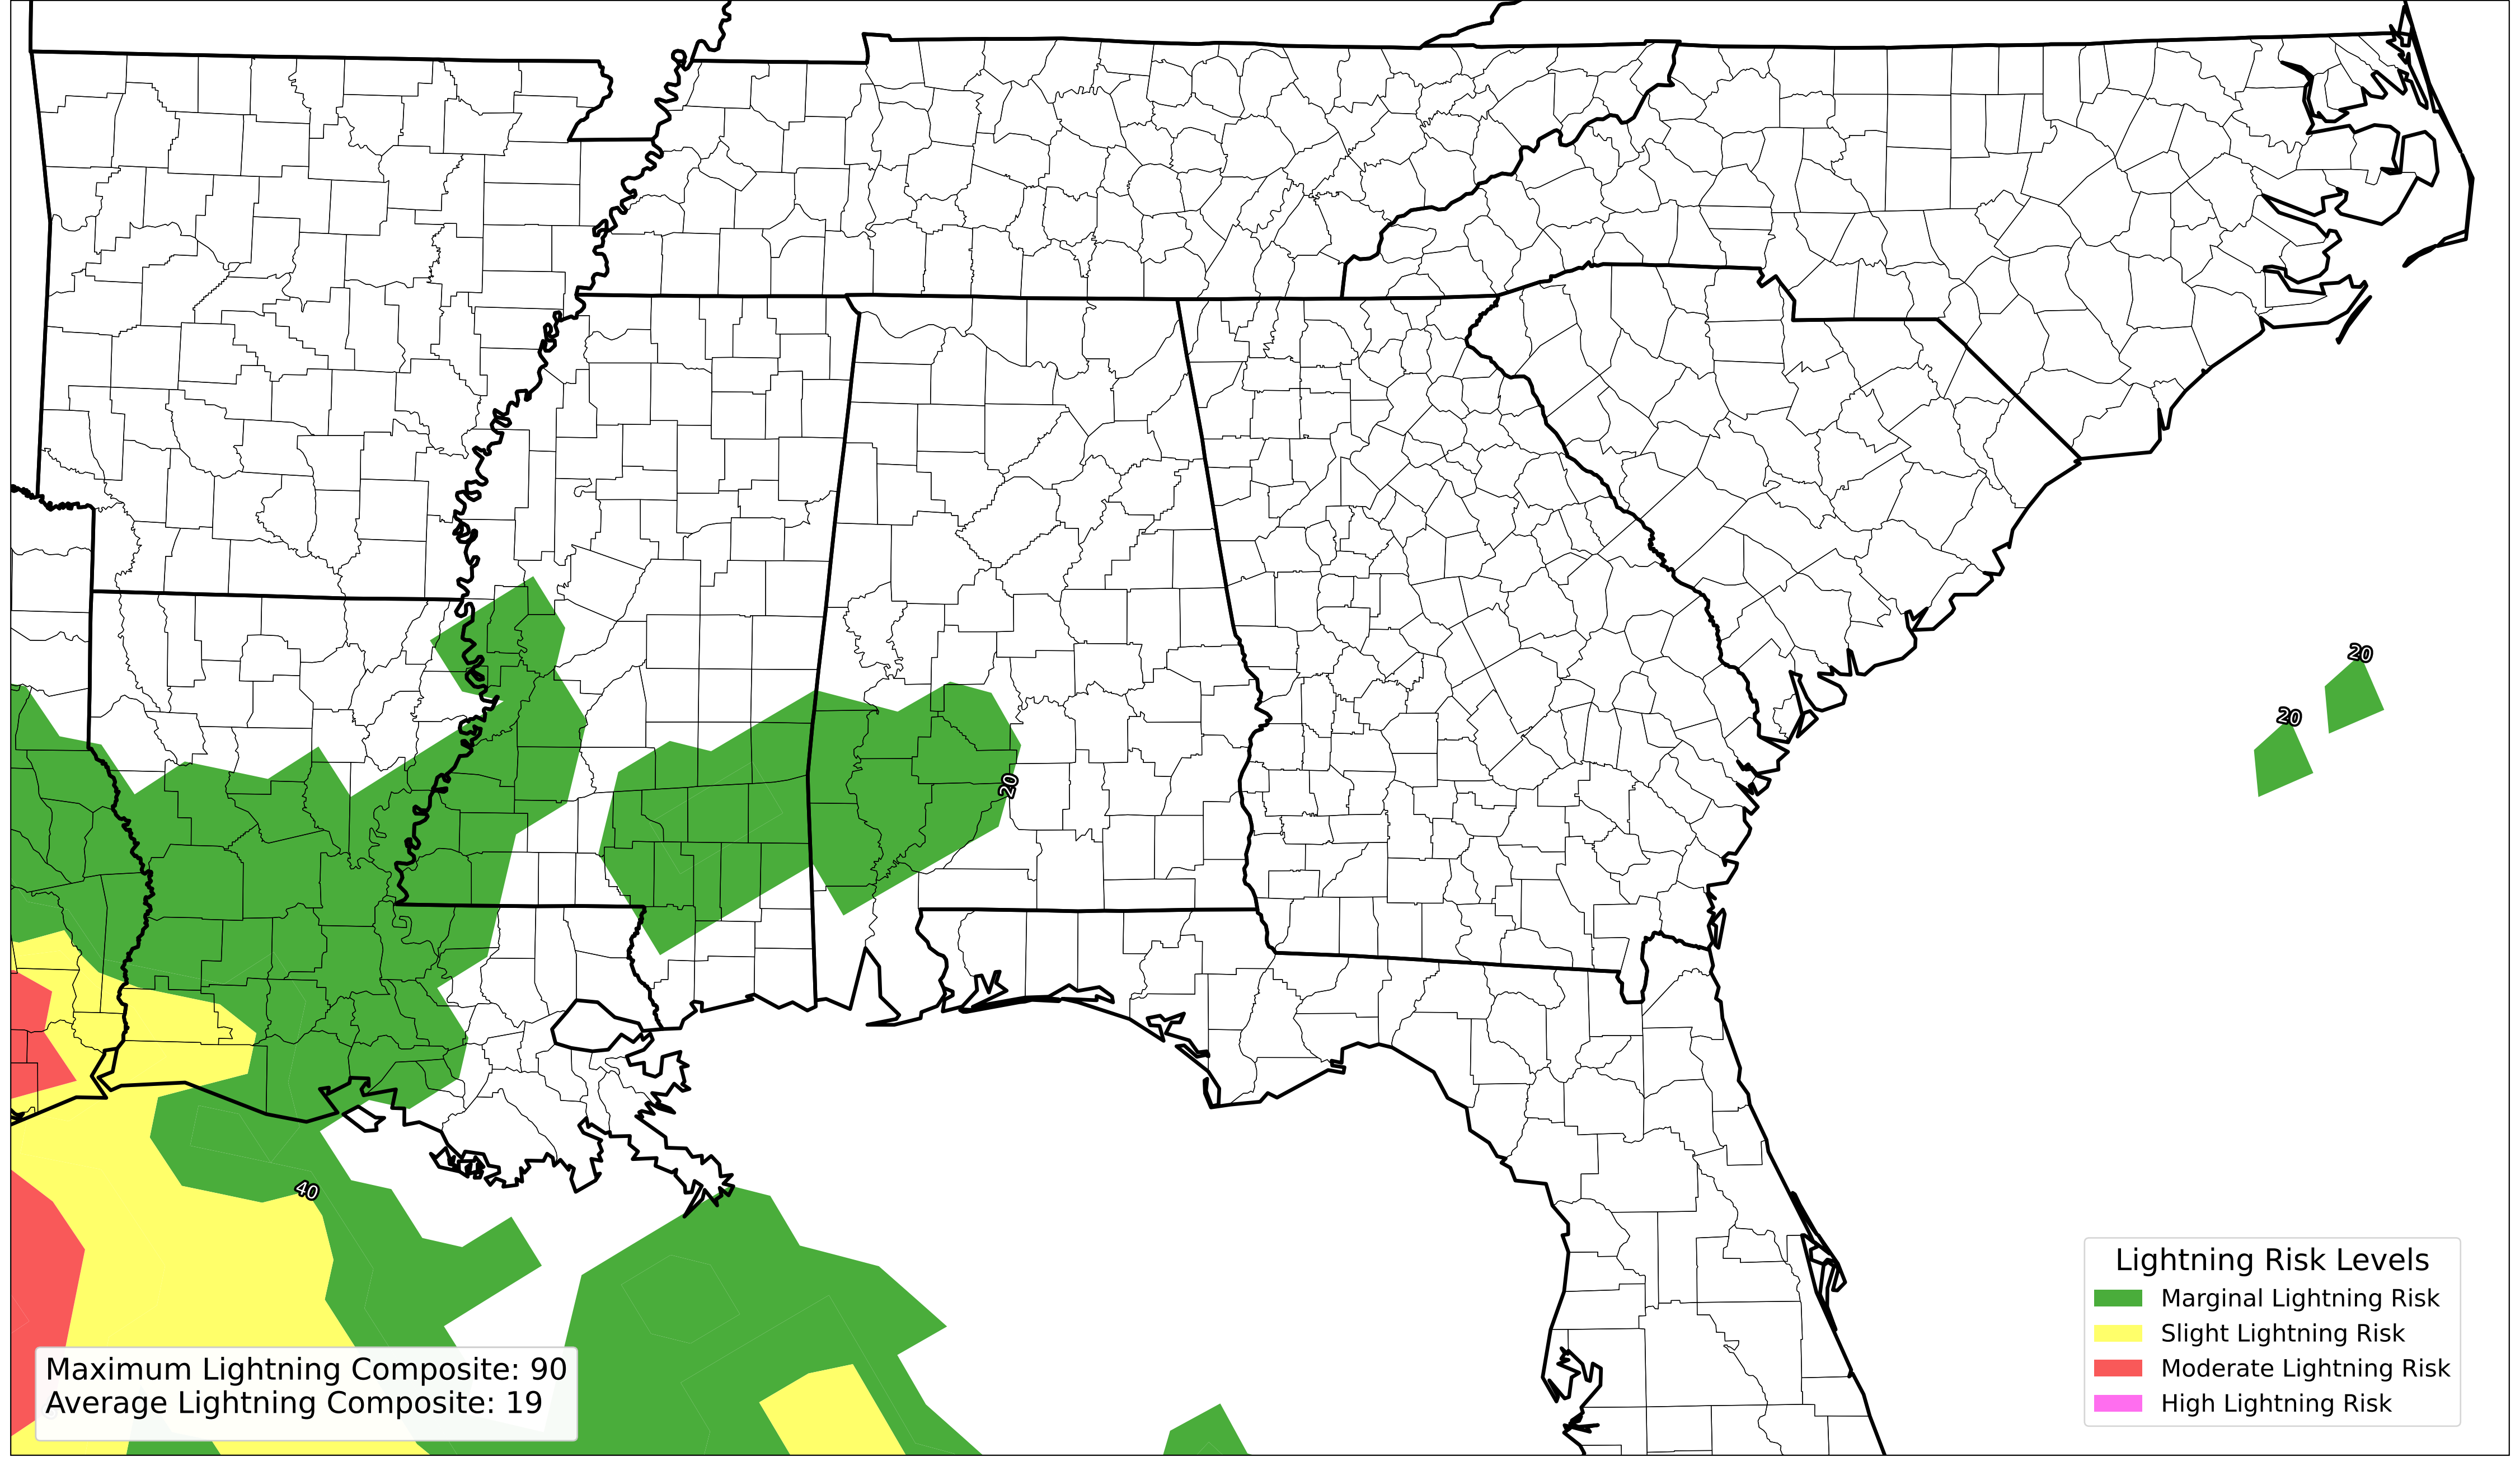 20
20
20
40
Lightning Risk Levels
Marginal Lightning Risk
Slight Lightning Risk
Moderate Lightning Risk
High Lightning Risk
Maximum Lightning Composite: 90
Average Lightning Composite: 19